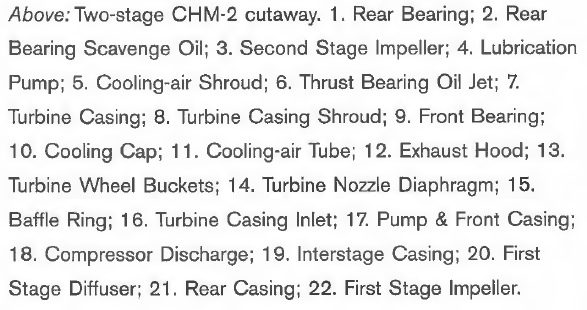 Above: Two-stage CHM-2 cutaway. 1. Rear Bearing; 2. Rear
Bearing Scavenge Oil; 3. Second Stage Impeller; 4. Lubrication
Pump; 5. Cooling-air Shroud; 6. Thrust Bearing Oil Jet; 7.
Turbine Casing; 8. Turbine Casing Shroud; 9. Front Bearing;
10. Cooling Cap; 11. Cooling-air Tube; 12. Exhaust Hood; 13.
Turbine Wheel Buckets; 14. Turbine Nozzle Diaphragm; 15.
Baffle Ring; 16. Turbine Casing Inlet; 17. Pump & Front Casing;
18. Compressor Discharge; 19. Interstage Casing; 20. First
Stage Diffuser; 21. Rear Casing; 22. First Stage Impeller.